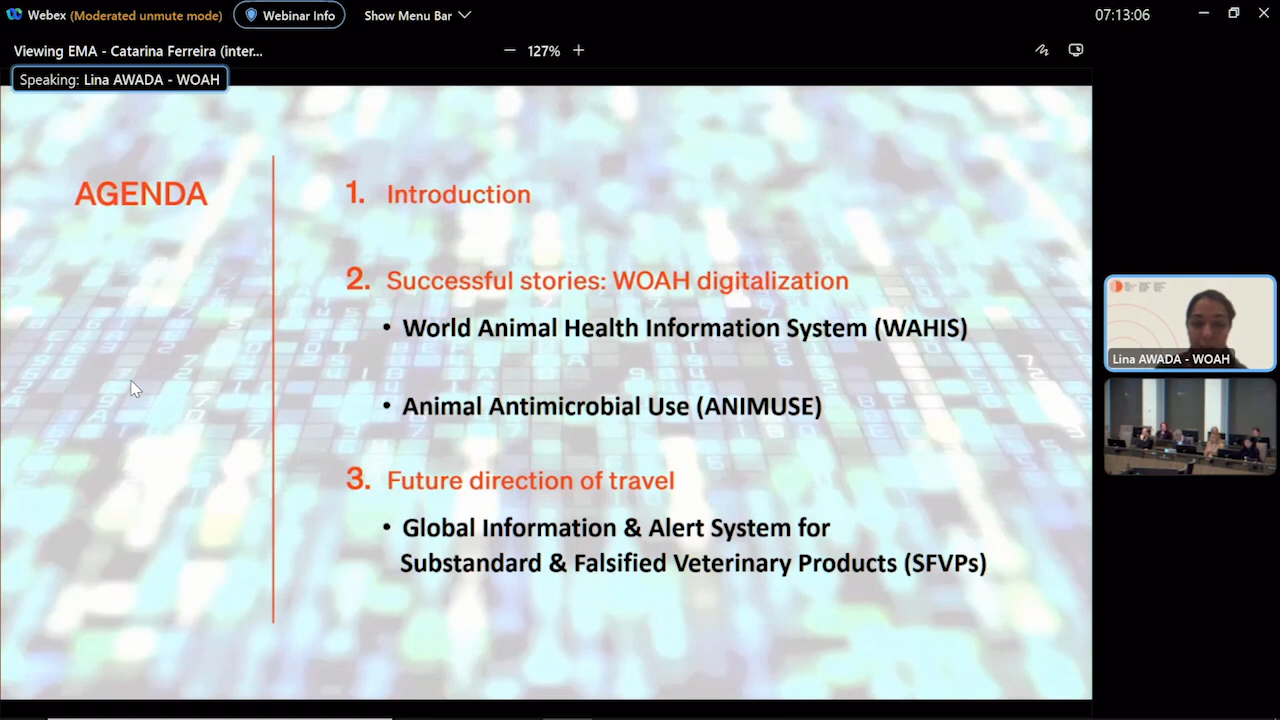 Webex (Moderated unmute mode) Webinar Info Show Menu Bar 07:13:06
Viewing EMA - Catarina Ferreira (inter... 127%
Speaking: Lina AWADA - WOAH
AGENDA
1. Introduction
2. Successful stories: WOAH digitalization
• World Animal Health Information System (WAHIS)
• Animal Antimicrobial Use (ANIMUSE)
3. Future direction of travel
• Global Information & Alert System for
Substandard & Falsified Veterinary Products (SFVPs)
Lina AWADA - WOAH